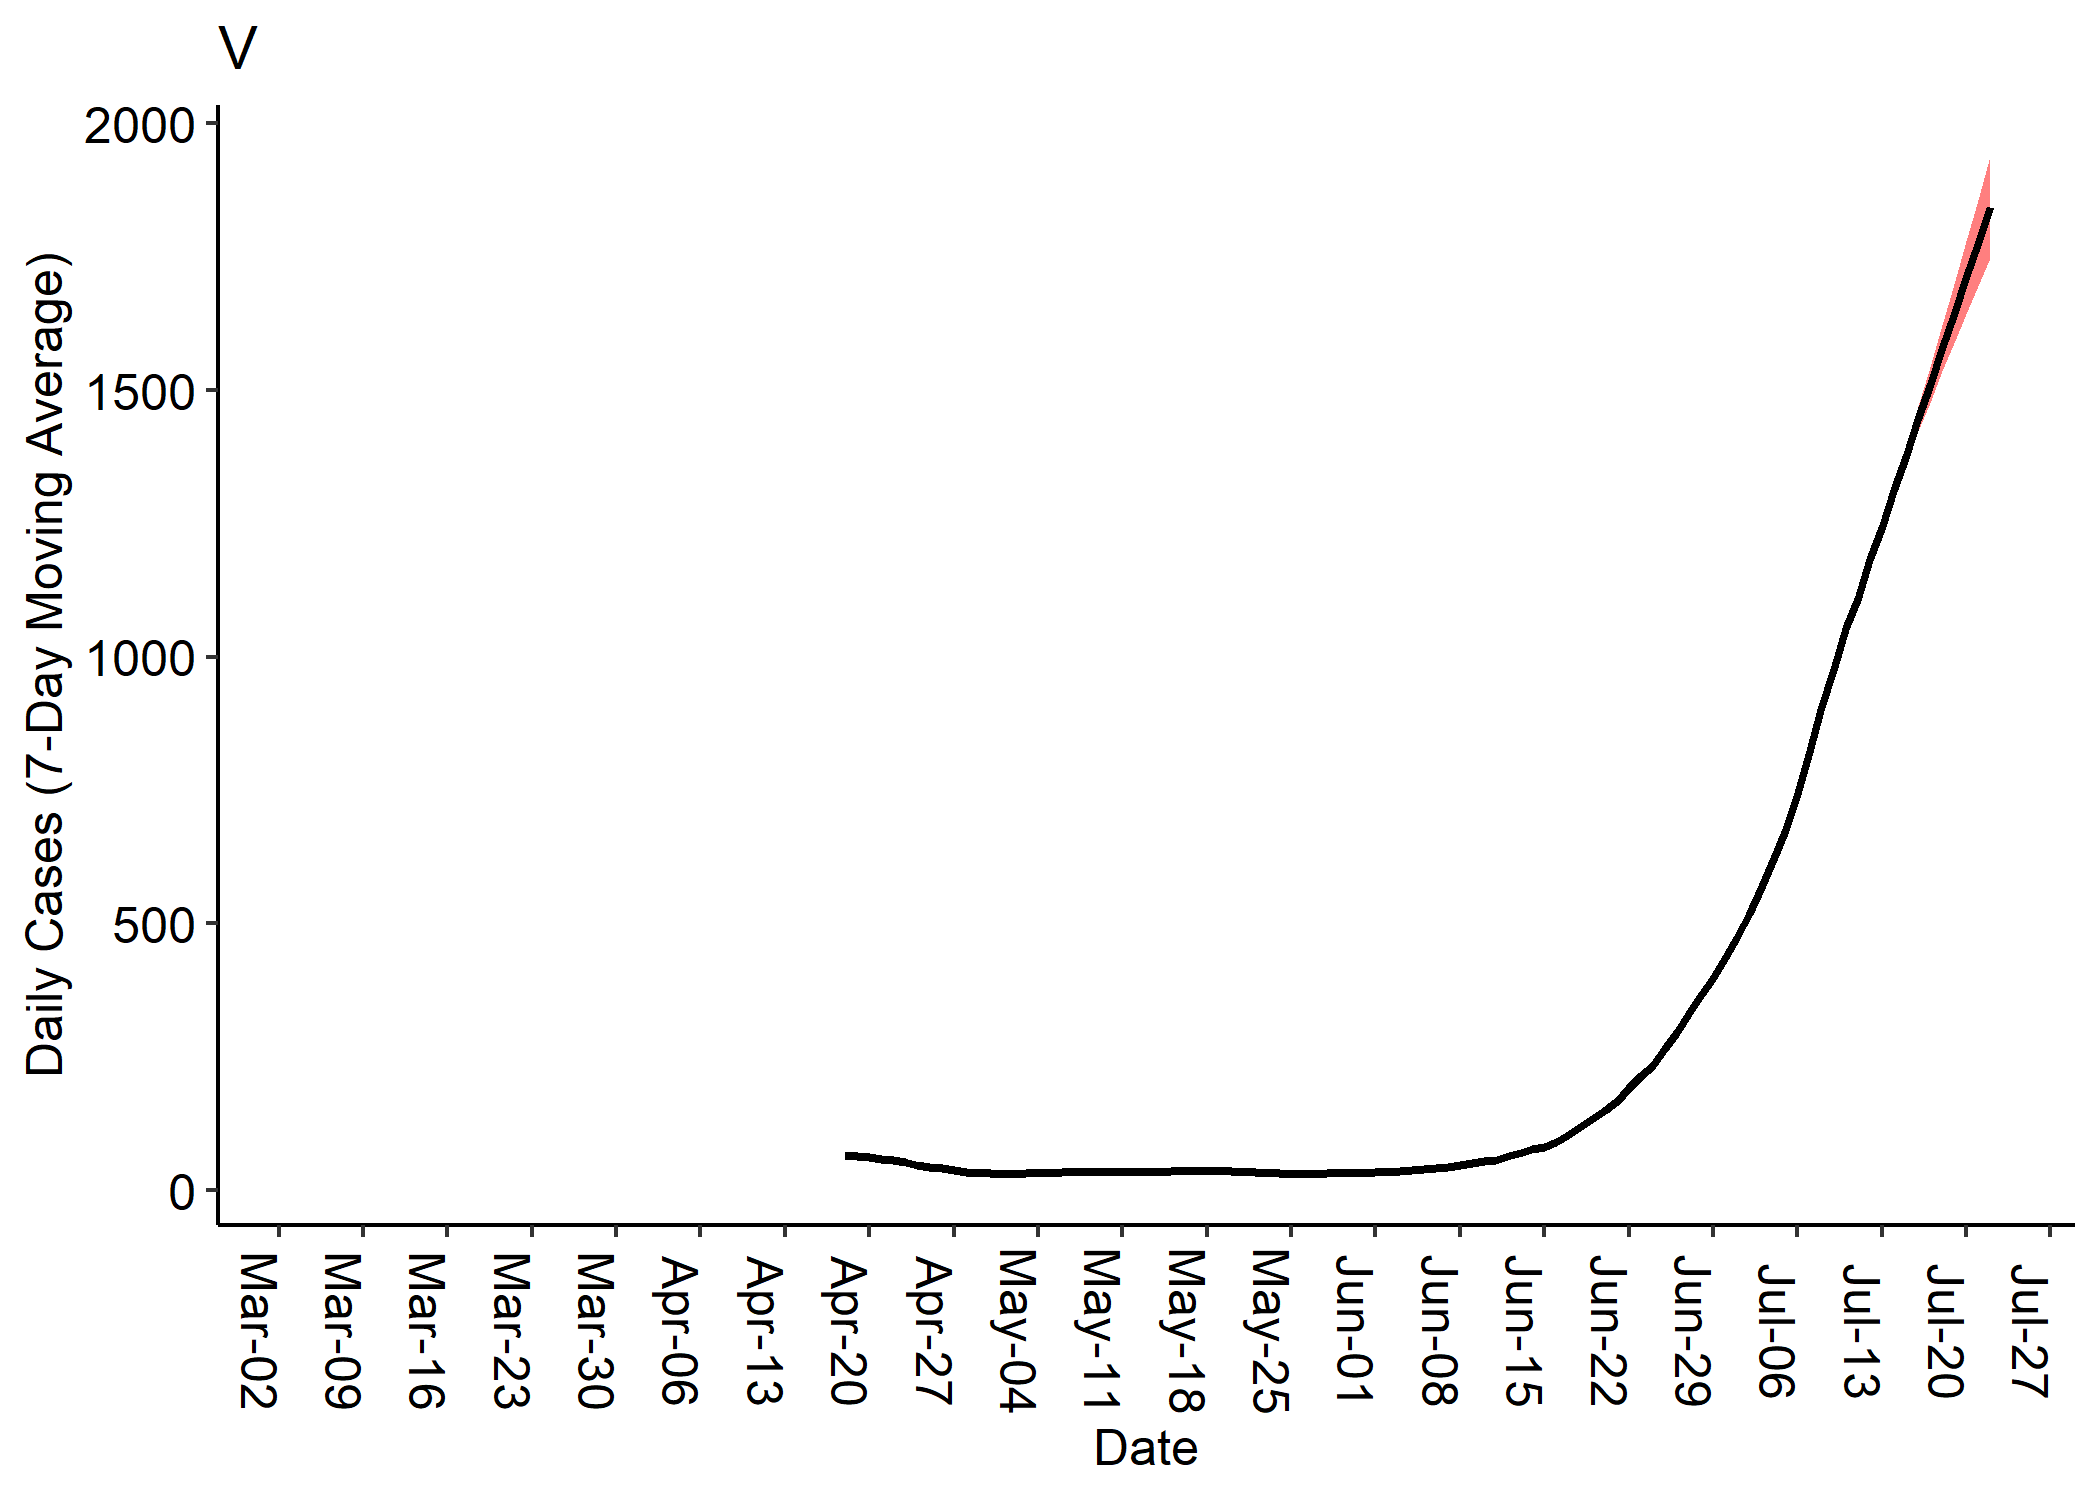 V
Daily Cases (7-Day Moving Average)
2000
1500
1000
500
0
Mar-02
Mar-09
Mar-16
Mar-23
Mar-30
Apr-06
Apr-13
Apr-20
Apr-27
May-04
May-11
May-18
May-25
Jun-01
Jun-08
Jun-15
Jun-22
Jun-29
Jul-06
Jul-13
Jul-20
Jul-27
Date